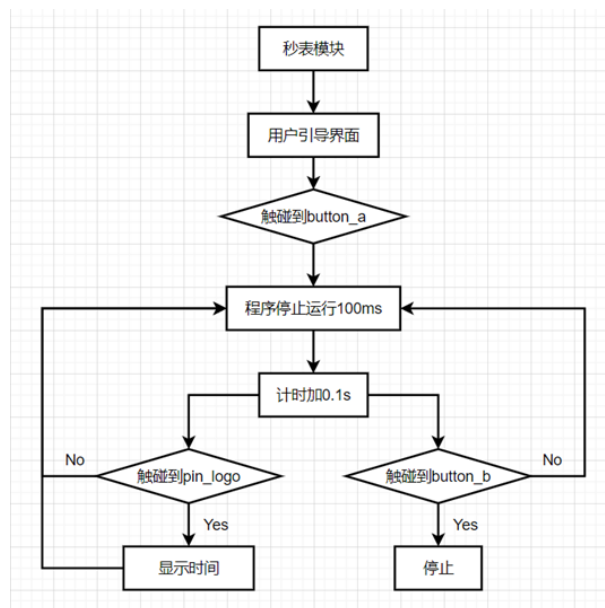 秒表模块
用户引导界面
触碰到button_a
程序停止运行100ms
计时加0.1s
No
触碰到pin_logo
触碰到button_b
No
Yes
Yes
显示时间
停止